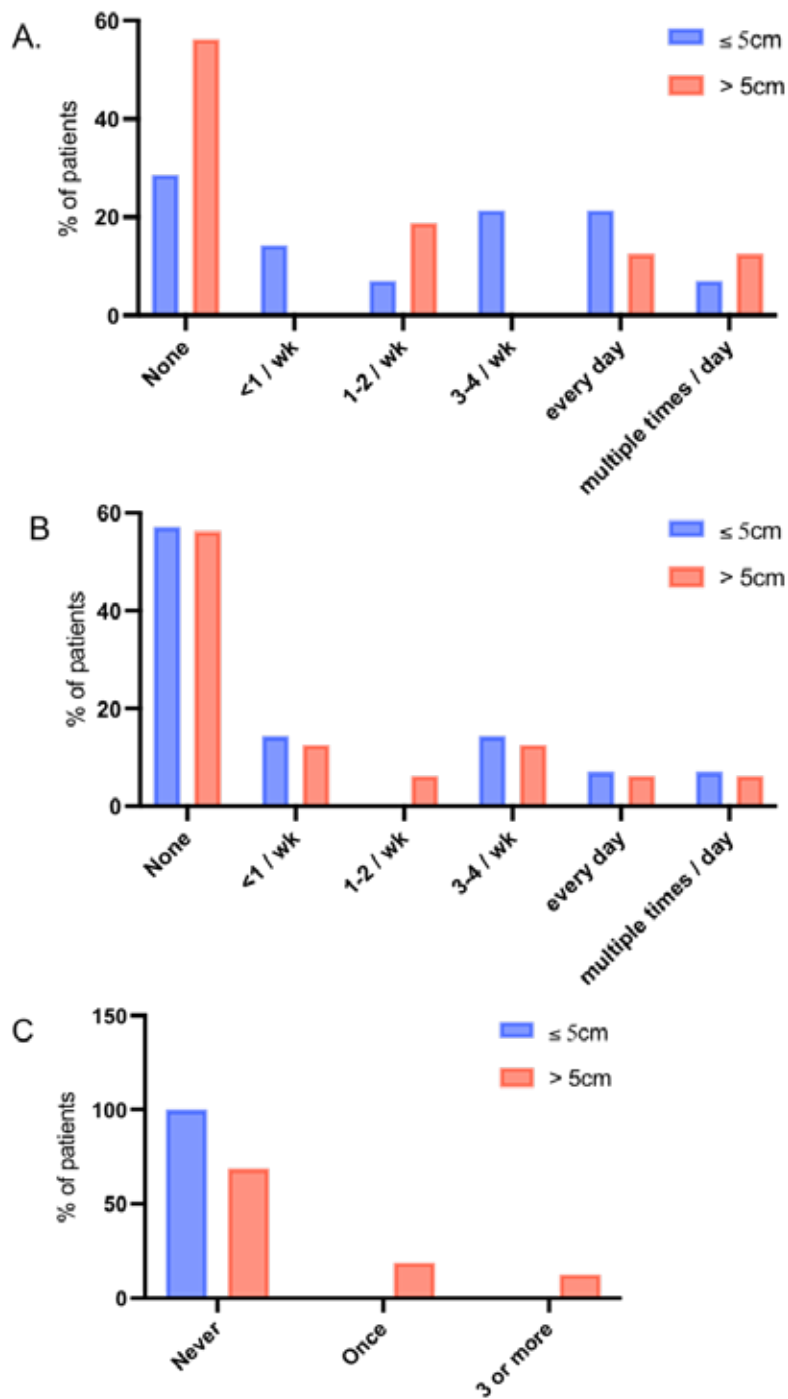 A.
60
40
20
0
% of patients
≤ 5cm
> 5cm
None
<1 / wk
1-2 / wk
3-4 / wk
every day
multiple times / day
B
60
40
20
0
% of patients
≤ 5cm
> 5cm
None
<1 / wk
1-2 / wk
3-4 / wk
every day
multiple times / day
C
150
100
50
0
% of patients
≤ 5cm
> 5cm
Never
Once
3 or more